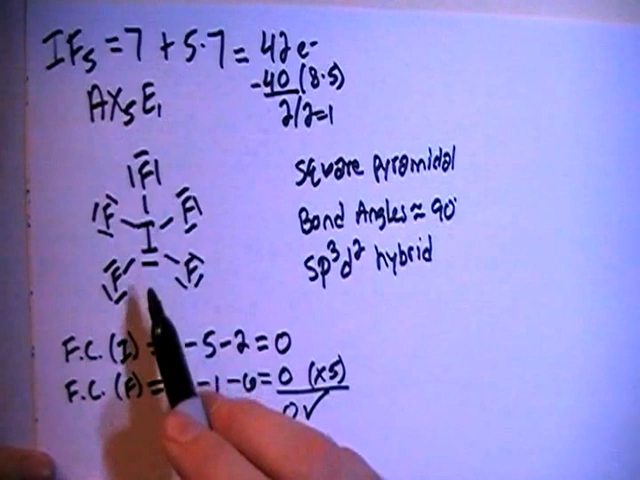 IF₅ = 7 + 5·7 = 42 e-
-40 (8·5)
2/2=1
AX₅E₁
Square pyramidal
Bond Angles ≈ 90°
sp³d² hybrid
F
F I F
F F
F.C. (I) = - 5 - 2 = 0
F.C. (F) = - 1 - 6 = 0 (x5)
0 ✓